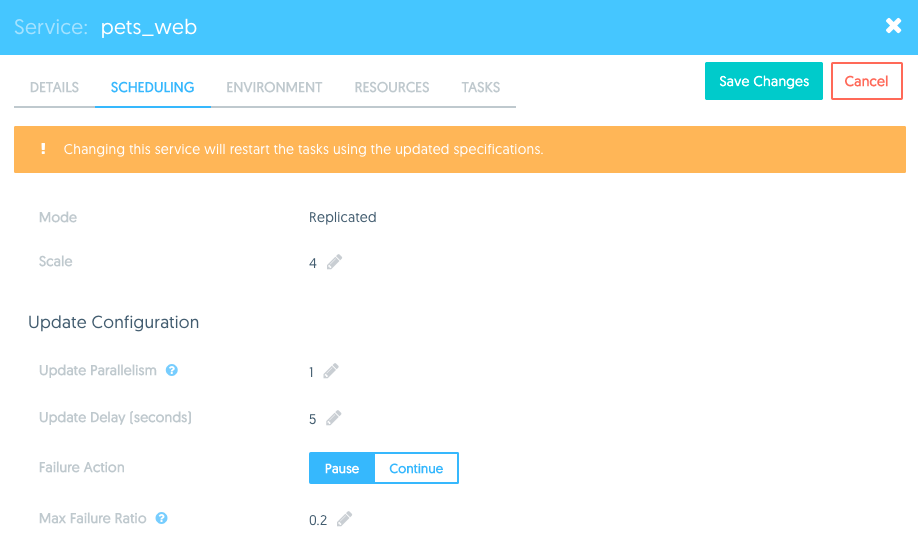 Service: pets_web
DETAILS SCHEDULING ENVIRONMENT RESOURCES TASKS
Save Changes Cancel
! Changing this service will restart the tasks using the updated specifications.
Mode Replicated
Scale 4
Update Configuration
Update Parallelism ? 1
Update Delay (seconds) 5
Failure Action Pause Continue
Max Failure Ratio ? 0.2